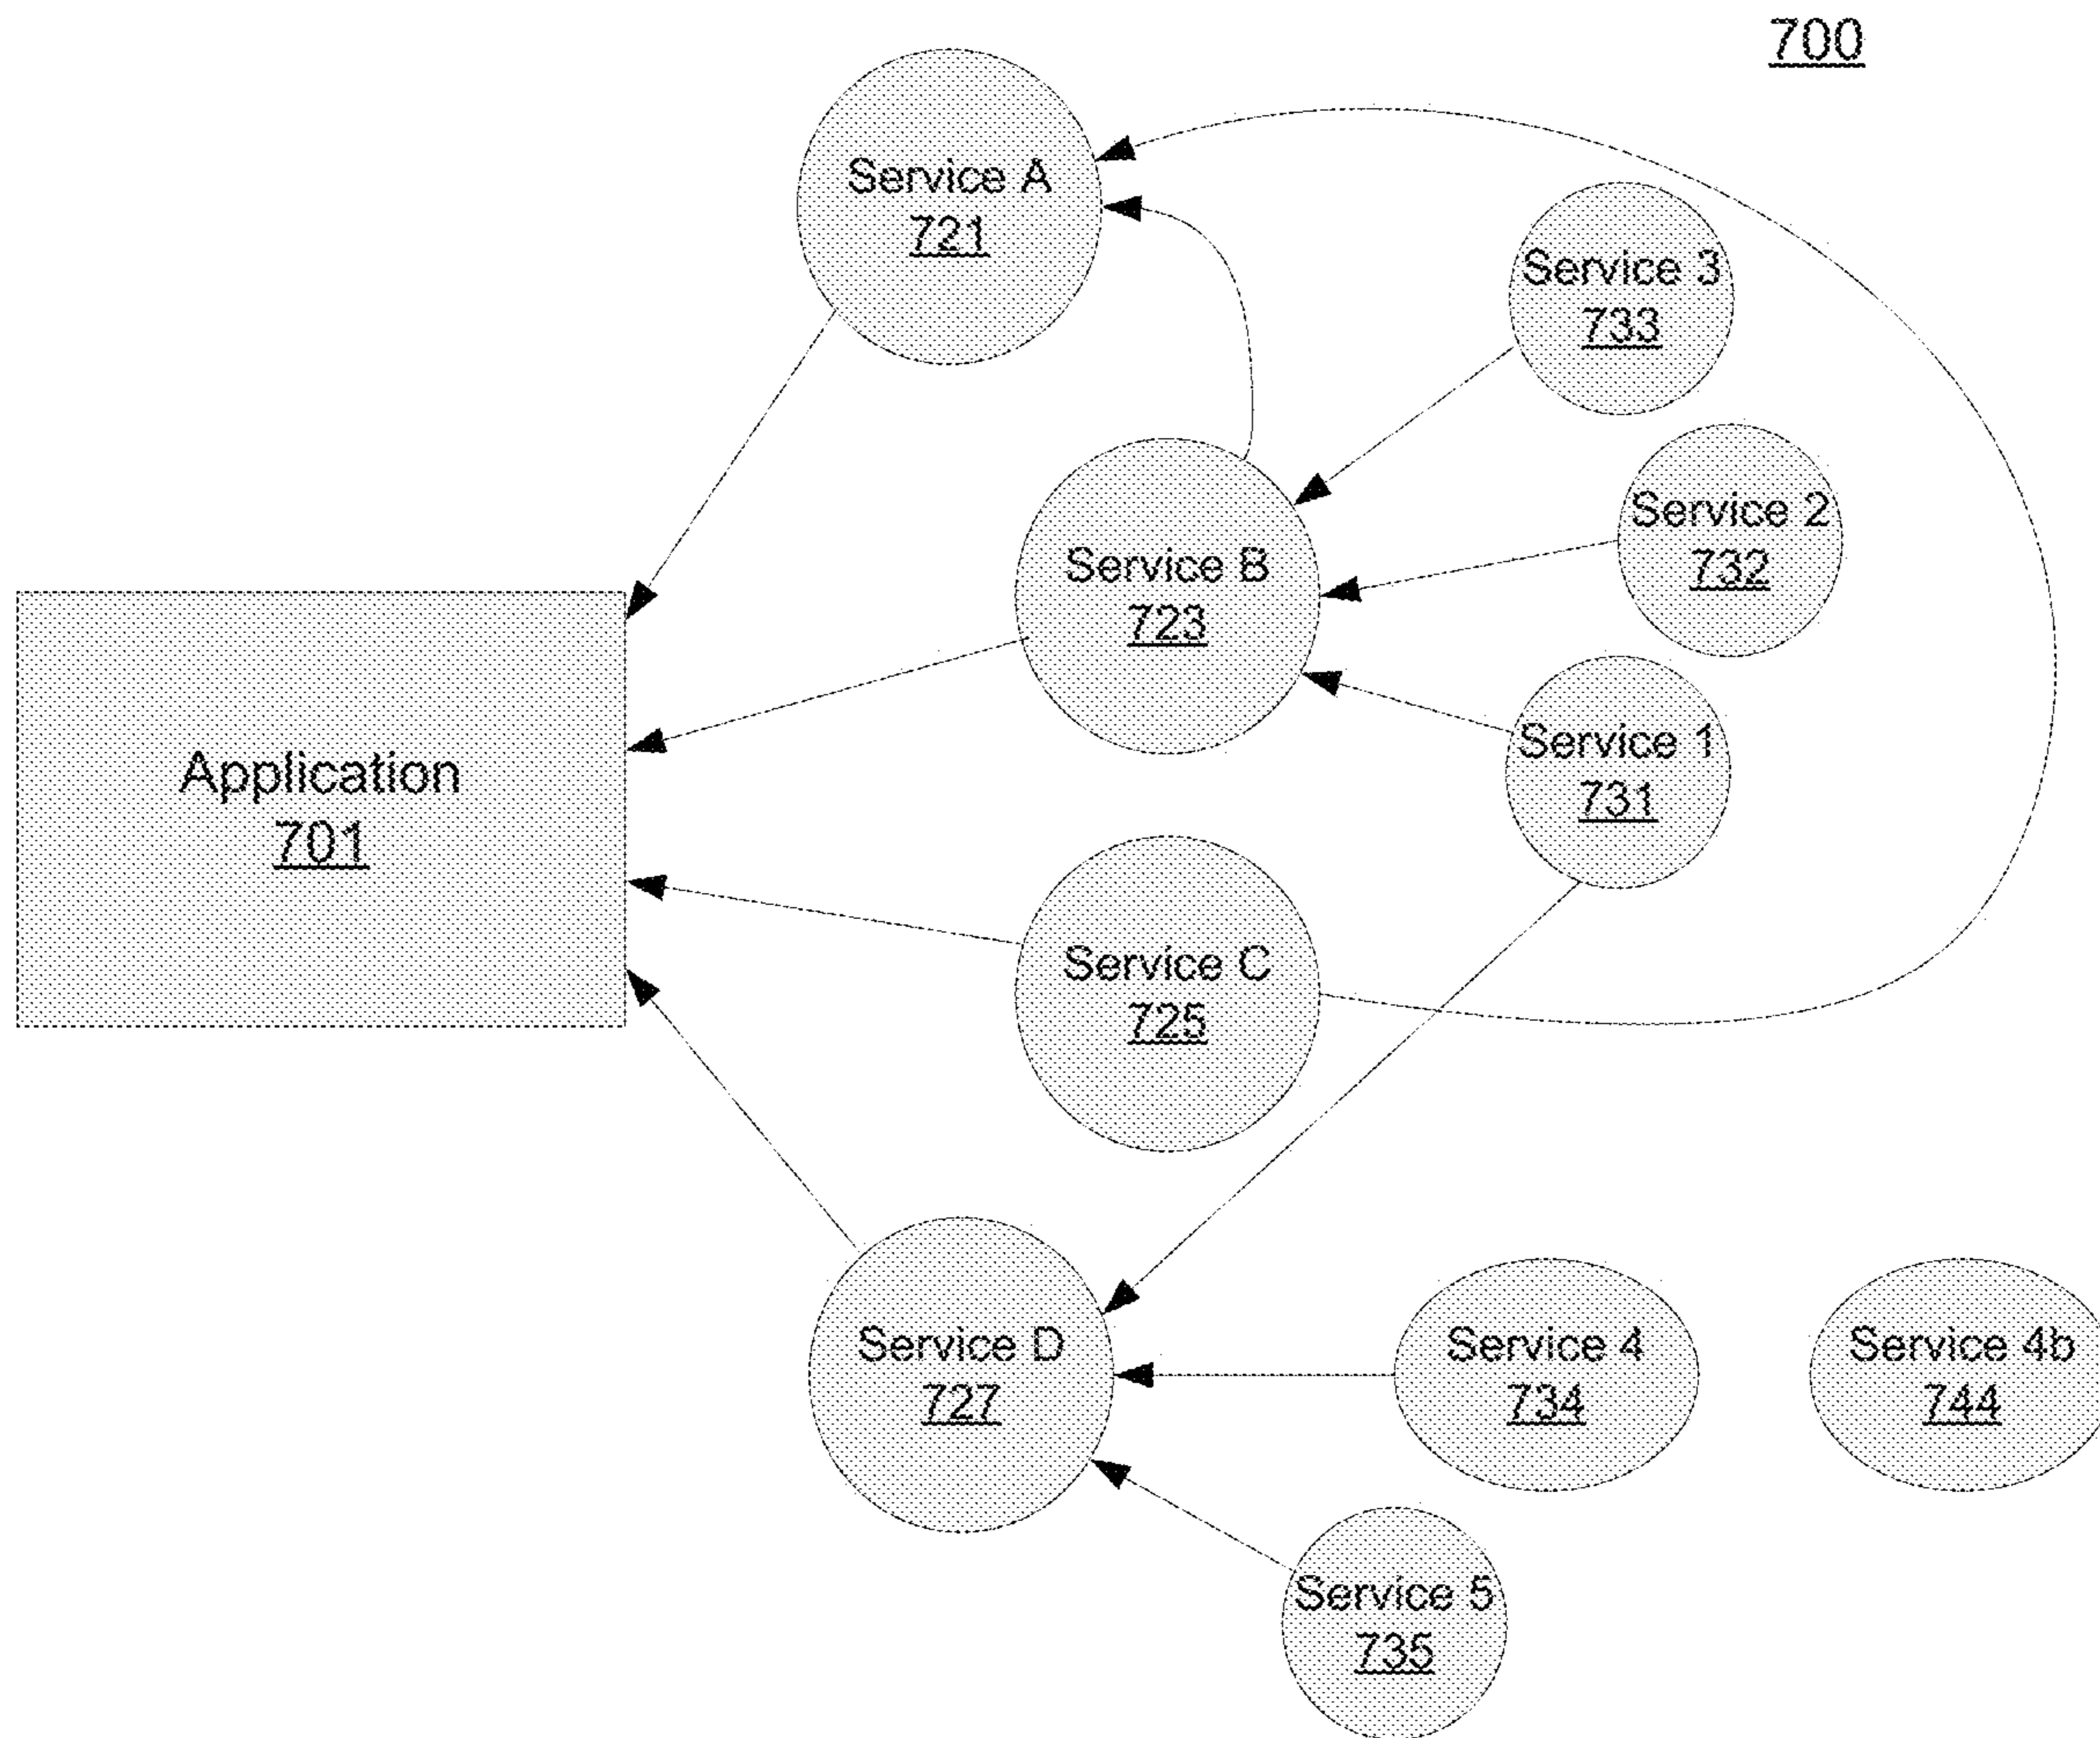 700
Service A
721
Service 3
733
Service 2
732
Service B
723
Service 1
731
Application
701
Service C
725
Service D
727
Service 4
734
Service 4b
744
Service 5
735